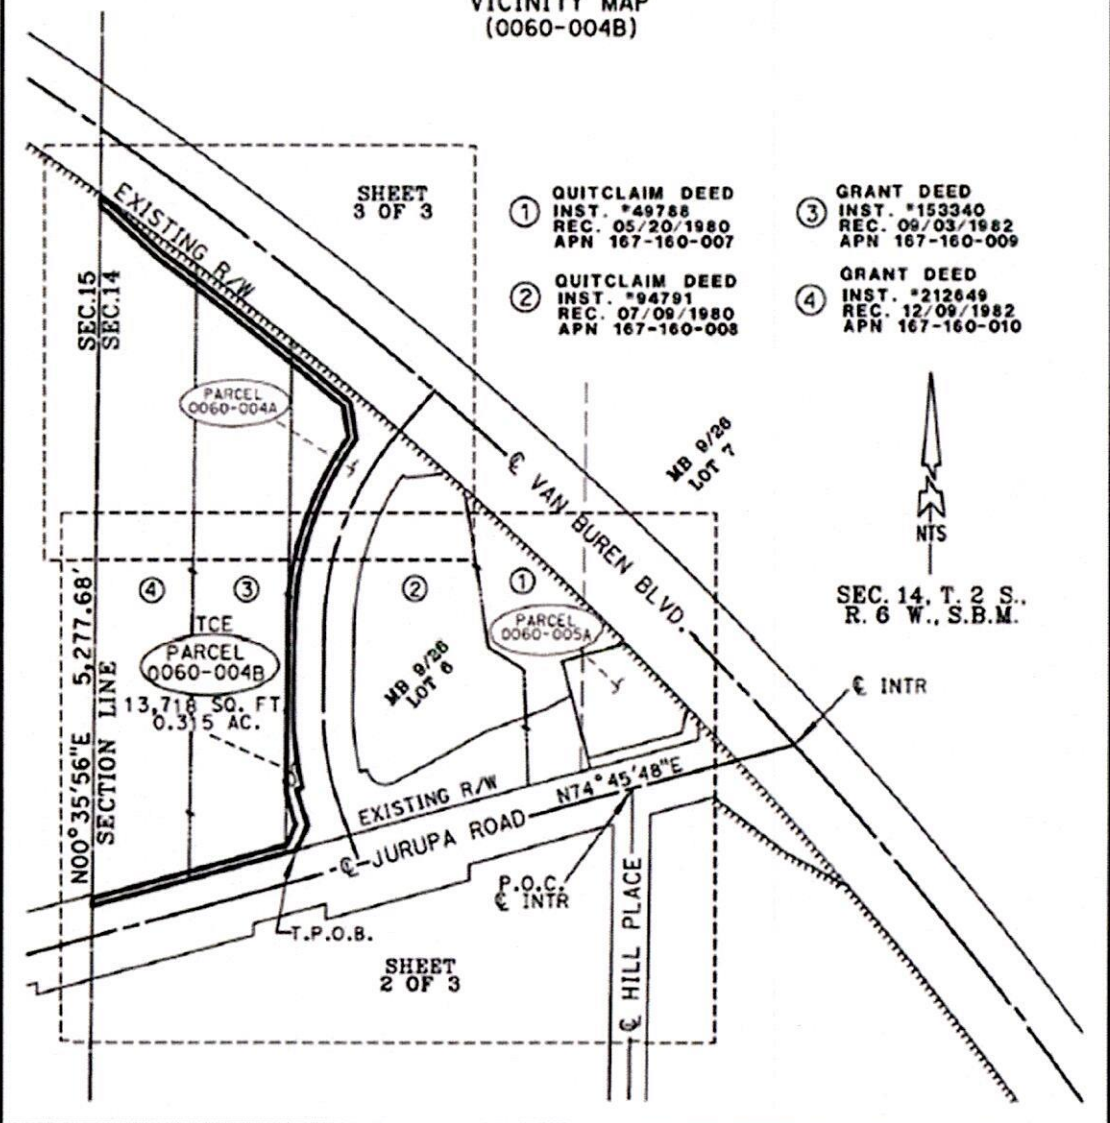 VICINITY MAP
(0060-004B)
SHEET
3 OF 3
① QUITCLAIM DEED
INST. #49788
REC. 05/20/1980
APN 167-160-007
② QUITCLAIM DEED
INST. #94791
REC. 07/09/1980
APN 167-160-008
③ GRANT DEED
INST. #153340
REC. 09/03/1982
APN 167-160-009
④ GRANT DEED
INST. #212649
REC. 12/09/1982
APN 167-160-010
EXISTING R/W
SEC.15
SEC.14
PARCEL
0060-004A
MB 9/26
LOT 7
℄ VAN BUREN BLVD.
NTS
SEC. 14, T. 2 S.,
R. 6 W., S.B.M.
④
③
②
①
TCE
PARCEL
0060-004B
13,718 SQ. FT.
0.315 AC.
MB 9/26
LOT 6
PARCEL
0060-005A
℄ INTR
N00°35'56"E 5,277.68'
SECTION LINE
EXISTING R/W
N74°45'48"E
℄ JURUPA ROAD
P.O.C.
℄ INTR
T.P.O.B.
℄ HILL PLACE
SHEET
2 OF 3